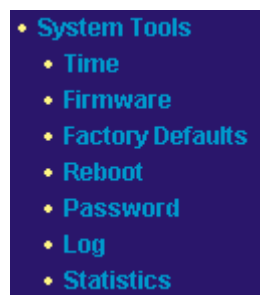 • System Tools
• Time
• Firmware
• Factory Defaults
• Reboot
• Password
• Log
• Statistics